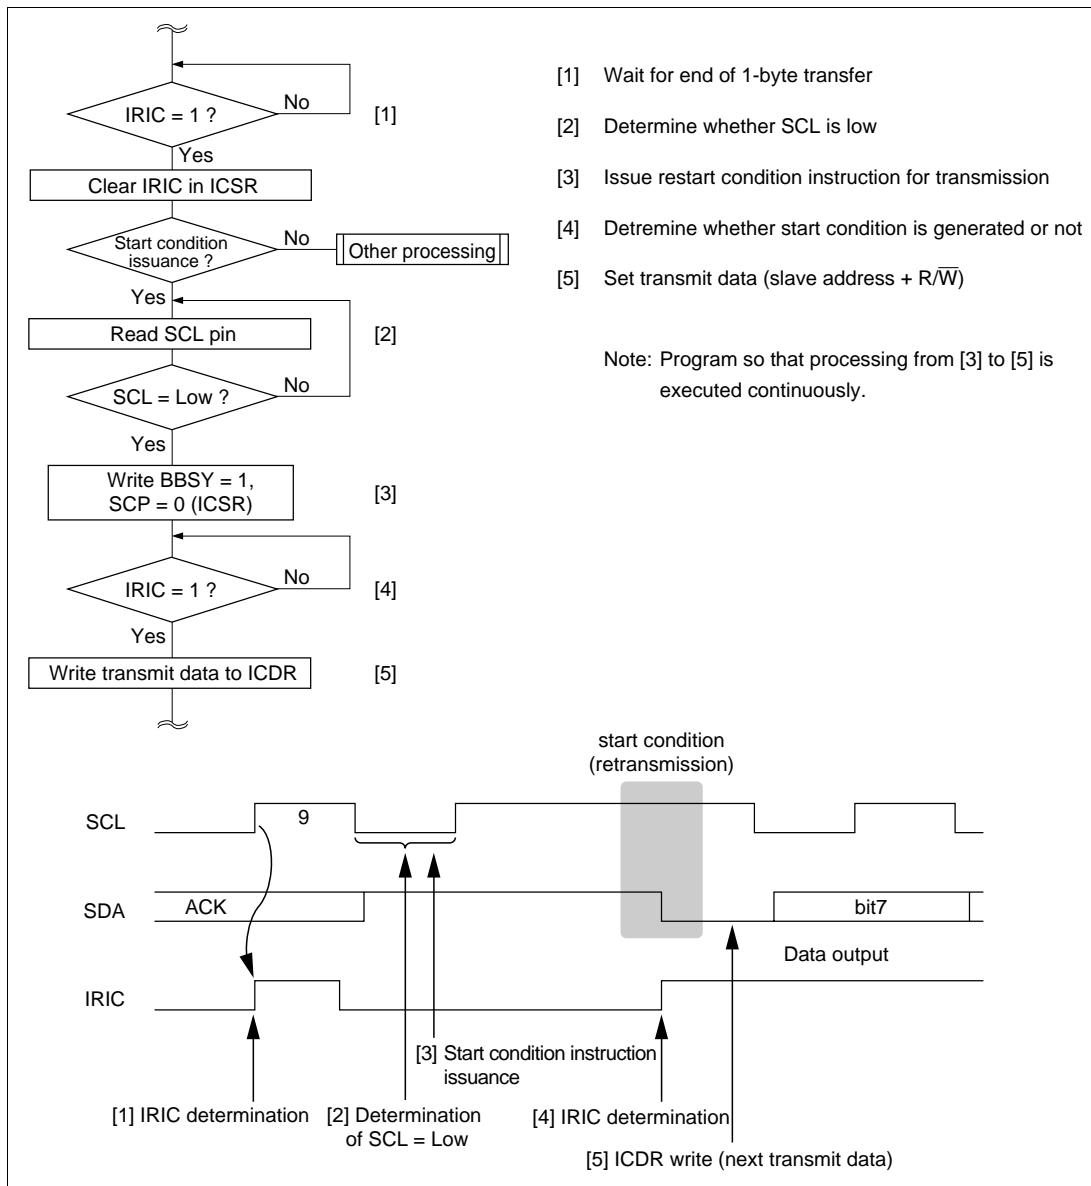 IRIC = 1 ?
No
[1]
Yes
Clear IRIC in ICSR
Start condition
issuance ?
No
Other processing
Yes
Read SCL pin
[2]
SCL = Low ?
No
Yes
Write BBSY = 1,
SCP = 0 (ICSR)
[3]
IRIC = 1 ?
No
[4]
Yes
Write transmit data to ICDR
[5]
[1] Wait for end of 1-byte transfer
[2] Determine whether SCL is low
[3] Issue restart condition instruction for transmission
[4] Detremine whether start condition is generated or not
[5] Set transmit data (slave address + R/W̅)
Note: Program so that processing from [3] to [5] is
executed continuously.
start condition
(retransmission)
SCL
9
SDA
ACK
bit7
Data output
IRIC
[3] Start condition instruction
issuance
[1] IRIC determination
[2] Determination
of SCL = Low
[4] IRIC determination
[5] ICDR write (next transmit data)